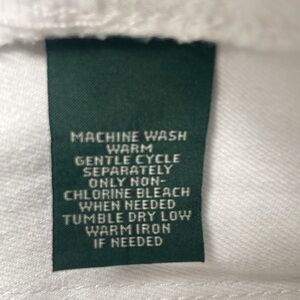 MACHINE WASH
WARM
GENTLE CYCLE
SEPARATELY
ONLY NON-
CHLORINE BLEACH
WHEN NEEDED
TUMBLE DRY LOW
WARM IRON
IF NEEDED